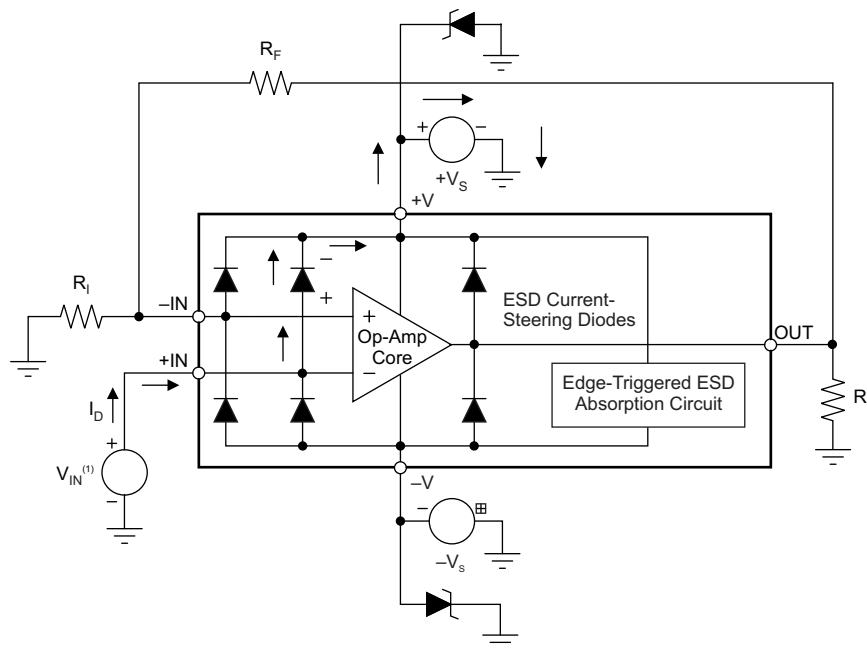 R_F
+ −
+V_S
+V
R_I
−
+
−IN
+IN
+
−
Op-Amp
Core
ESD Current-
Steering Diodes
OUT
Edge-Triggered ESD
Absorption Circuit
R
I_D
+
V_IN^(1)
−
−V
− ⊞
−V_s